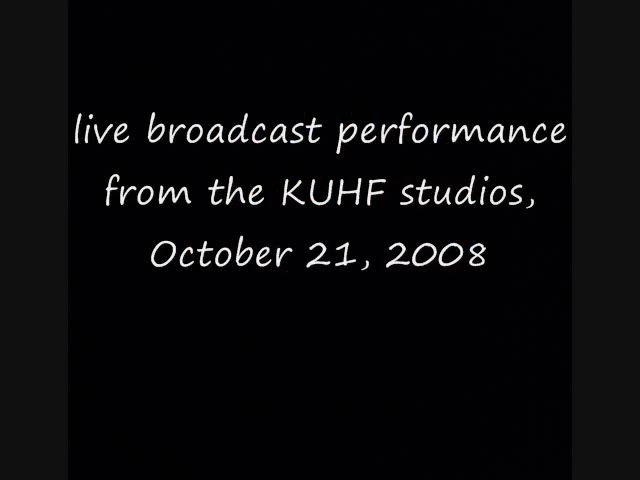 live broadcast performance
from the KUHF studios,
October 21, 2008